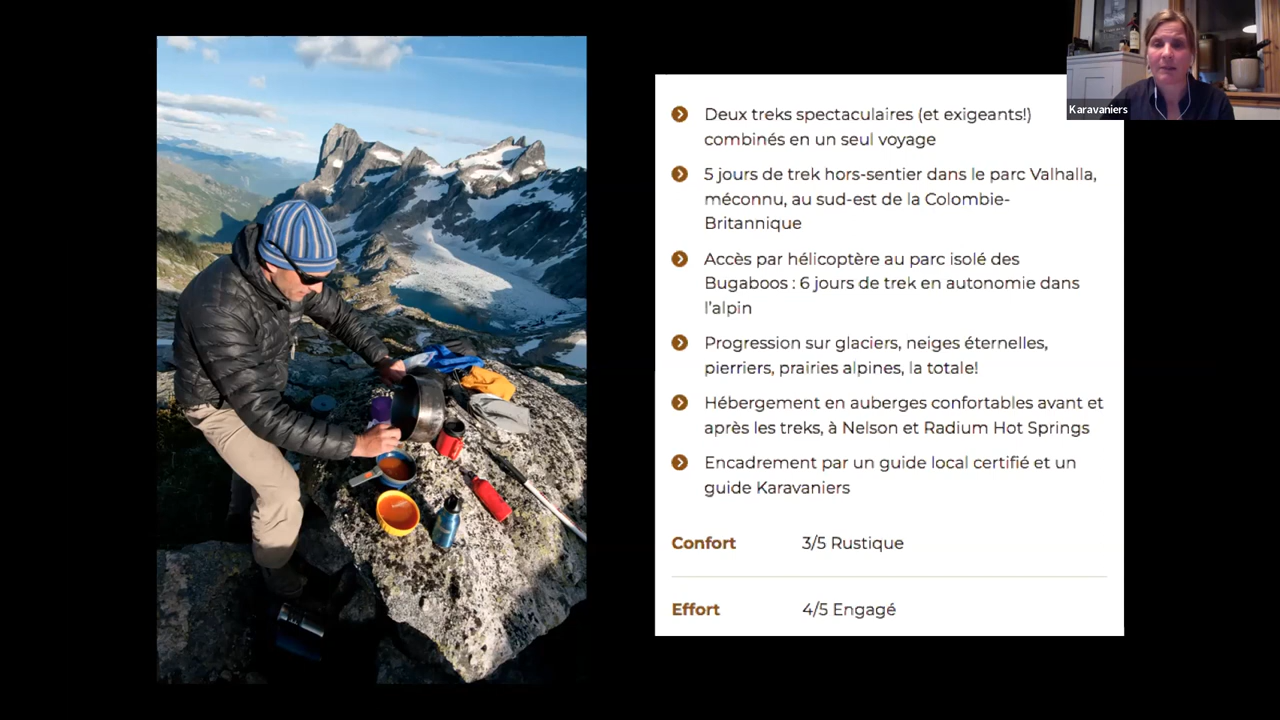 Karavaniers
Deux treks spectaculaires (et exigeants!)
combinés en un seul voyage
5 jours de trek hors-sentier dans le parc Valhalla,
méconnu, au sud-est de la Colombie-
Britannique
Accès par hélicoptère au parc isolé des
Bugaboos : 6 jours de trek en autonomie dans
l'alpin
Progression sur glaciers, neiges éternelles,
pierriers, prairies alpines, la totale!
Hébergement en auberges confortables avant et
après les treks, à Nelson et Radium Hot Springs
Encadrement par un guide local certifié et un
guide Karavaniers
Confort 3/5 Rustique
Effort 4/5 Engagé